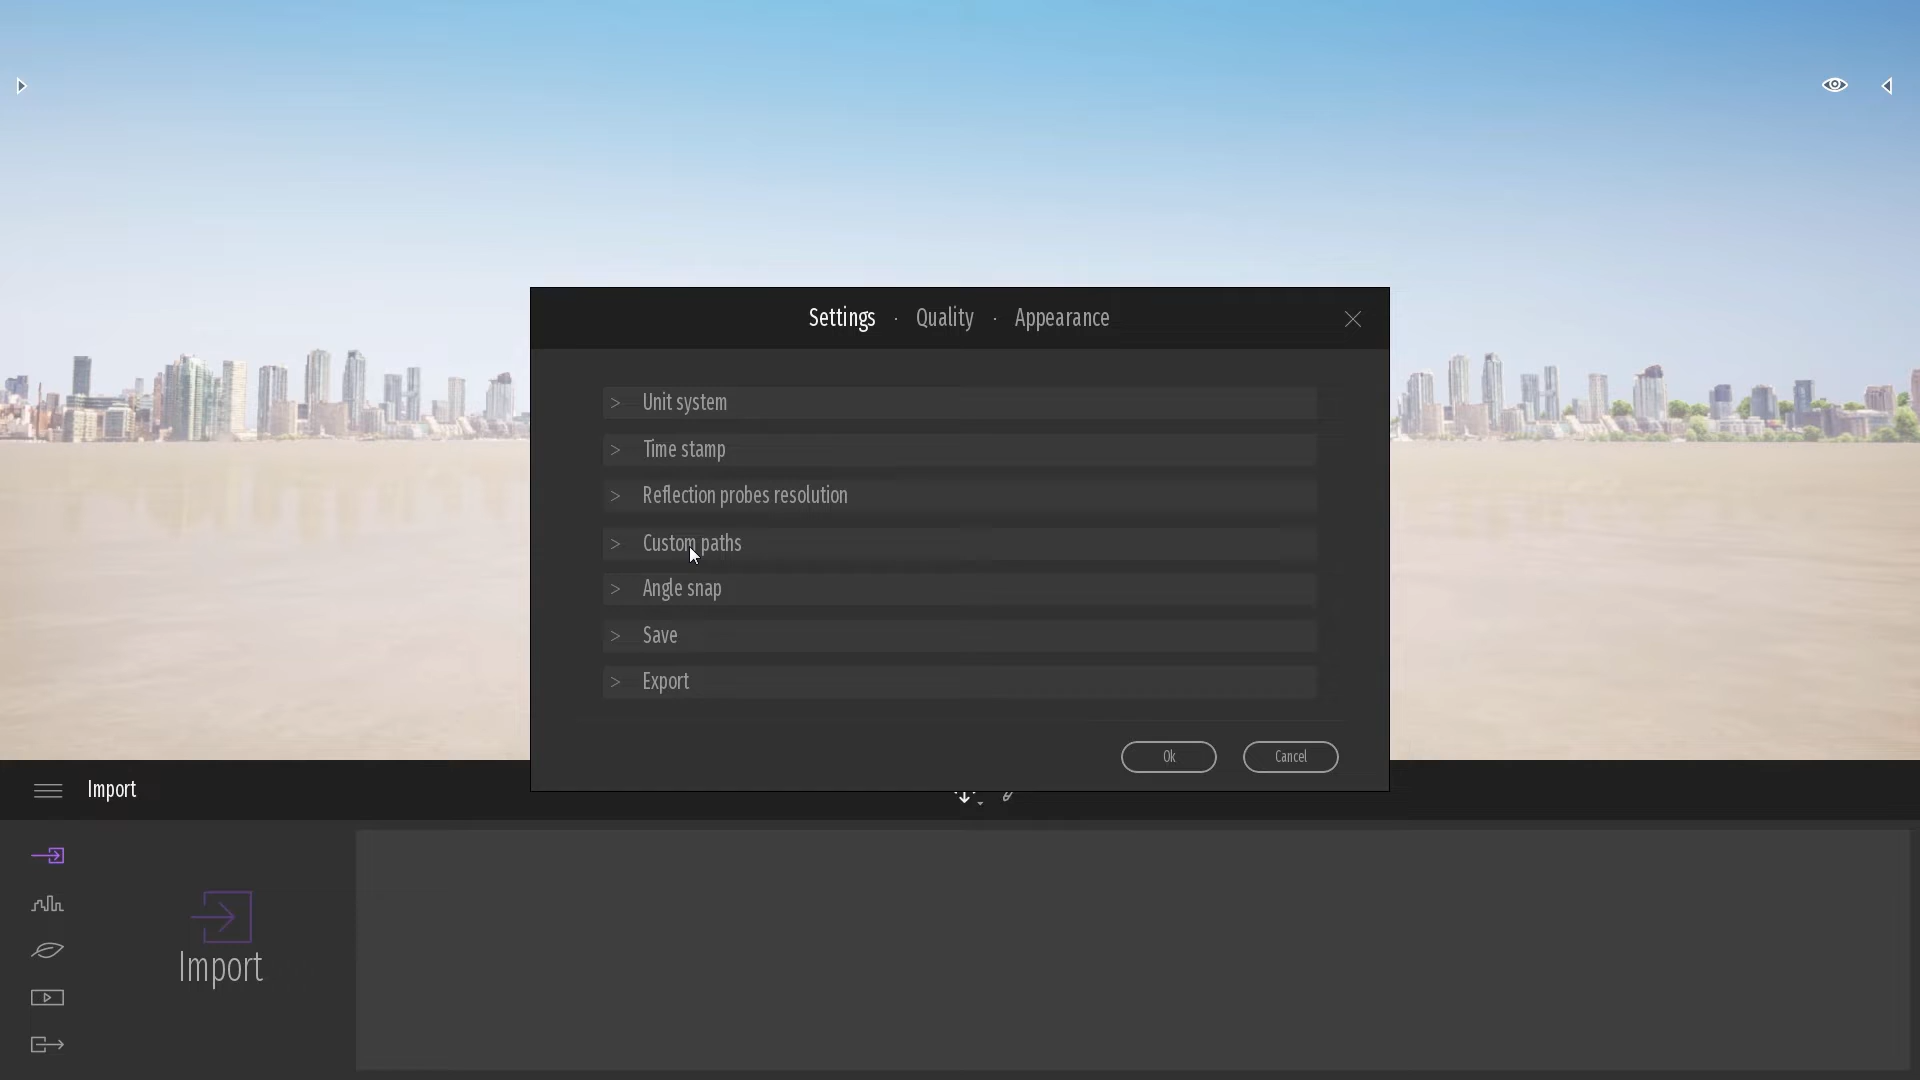 Settings · Quality · Appearance
> Unit system
> Time stamp
> Reflection probes resolution
> Custom paths
> Angle snap
> Save
> Export
Ok Cancel
Import
Import